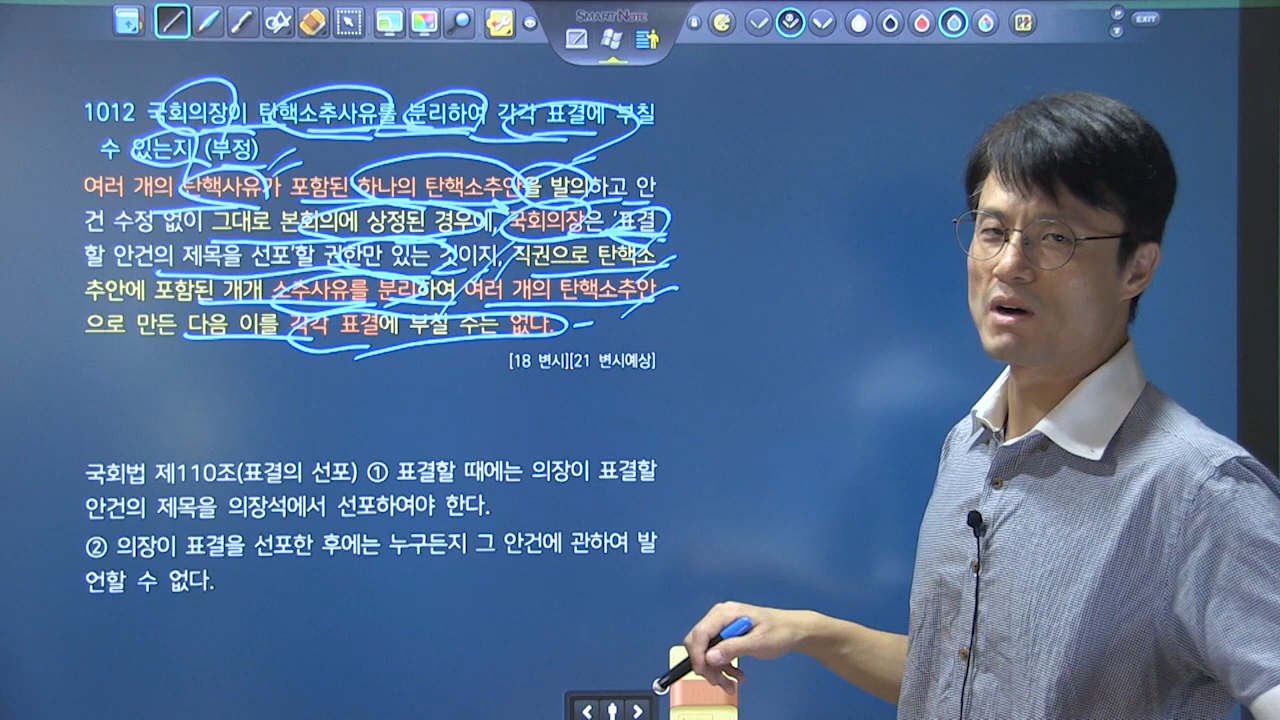 SMARTNOTE
EXIT
1012 국회의장이 탄핵소추사유를 분리하여 각각 표결에 부칠
수 있는지 (부정)
여러 개의 탄핵사유가 포함된 하나의 탄핵소추안을 발의하고 안
건 수정 없이 그대로 본회의에 상정된 경우에, 국회의장은 '표결
할 안건의 제목을 선포'할 권한만 있는 것이지, 직권으로 탄핵소
추안에 포함된 개개 소추사유를 분리하여 여러 개의 탄핵소추안
으로 만든 다음 이를 각각 표결에 부칠 수는 없다.
[18 변시][21 변시예상]
국회법 제110조(표결의 선포) ① 표결할 때에는 의장이 표결할
안건의 제목을 의장석에서 선포하여야 한다.
② 의장이 표결을 선포한 후에는 누구든지 그 안건에 관하여 발
언할 수 없다.